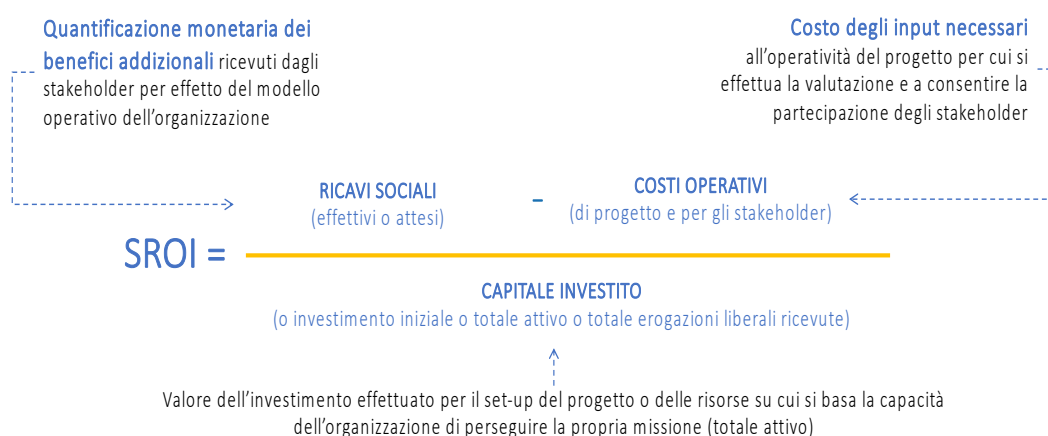 Quantificazione monetaria dei
benefici addizionali ricevuti dagli
stakeholder per effetto del modello
operativo dell’organizzazione
Costo degli input necessari
all’operatività del progetto per cui si
effettua la valutazione e a consentire la
partecipazione degli stakeholder
RICAVI SOCIALI
(effettivi o attesi)
-
COSTI OPERATIVI
(di progetto e per gli stakeholder)
SROI =
CAPITALE INVESTITO
(o investimento iniziale o totale attivo o totale erogazioni liberali ricevute)
Valore dell’investimento effettuato per il set-up del progetto o delle risorse su cui si basa la capacità
dell’organizzazione di perseguire la propria missione (totale attivo)